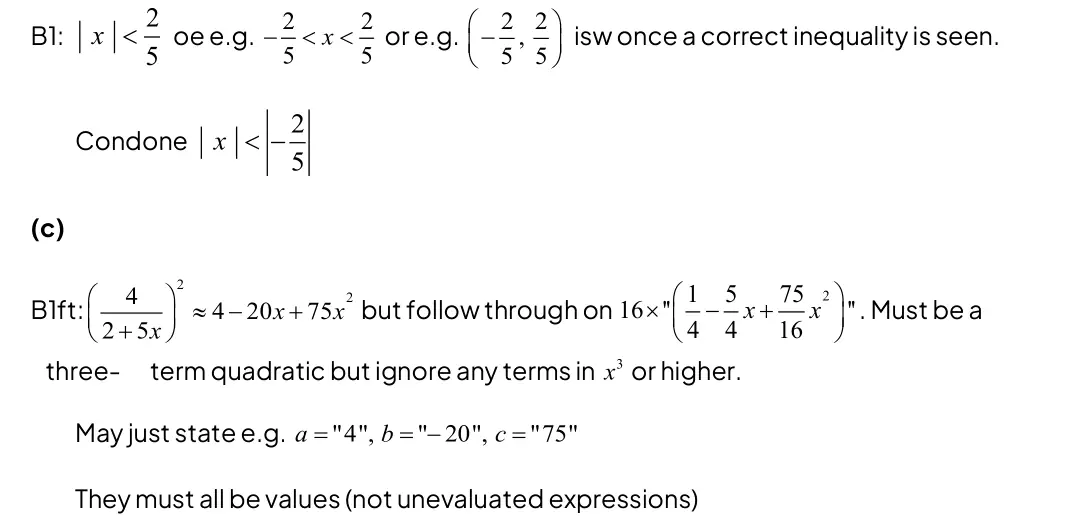 B1: |x| < 2/5 oe e.g. −2/5 < x < 2/5 or e.g. (−2/5, 2/5) isw once a correct inequality is seen.
Condone |x| < |−2/5|
(c)
B1ft: (4/(2+5x))² ≈ 4 − 20x + 75x² but follow through on 16×"(1/4 − 5/4 x + 75/16 x²)". Must be a
three- term quadratic but ignore any terms in x³ or higher.
May just state e.g. a = "4", b = "−20", c = "75"
They must all be values (not unevaluated expressions)